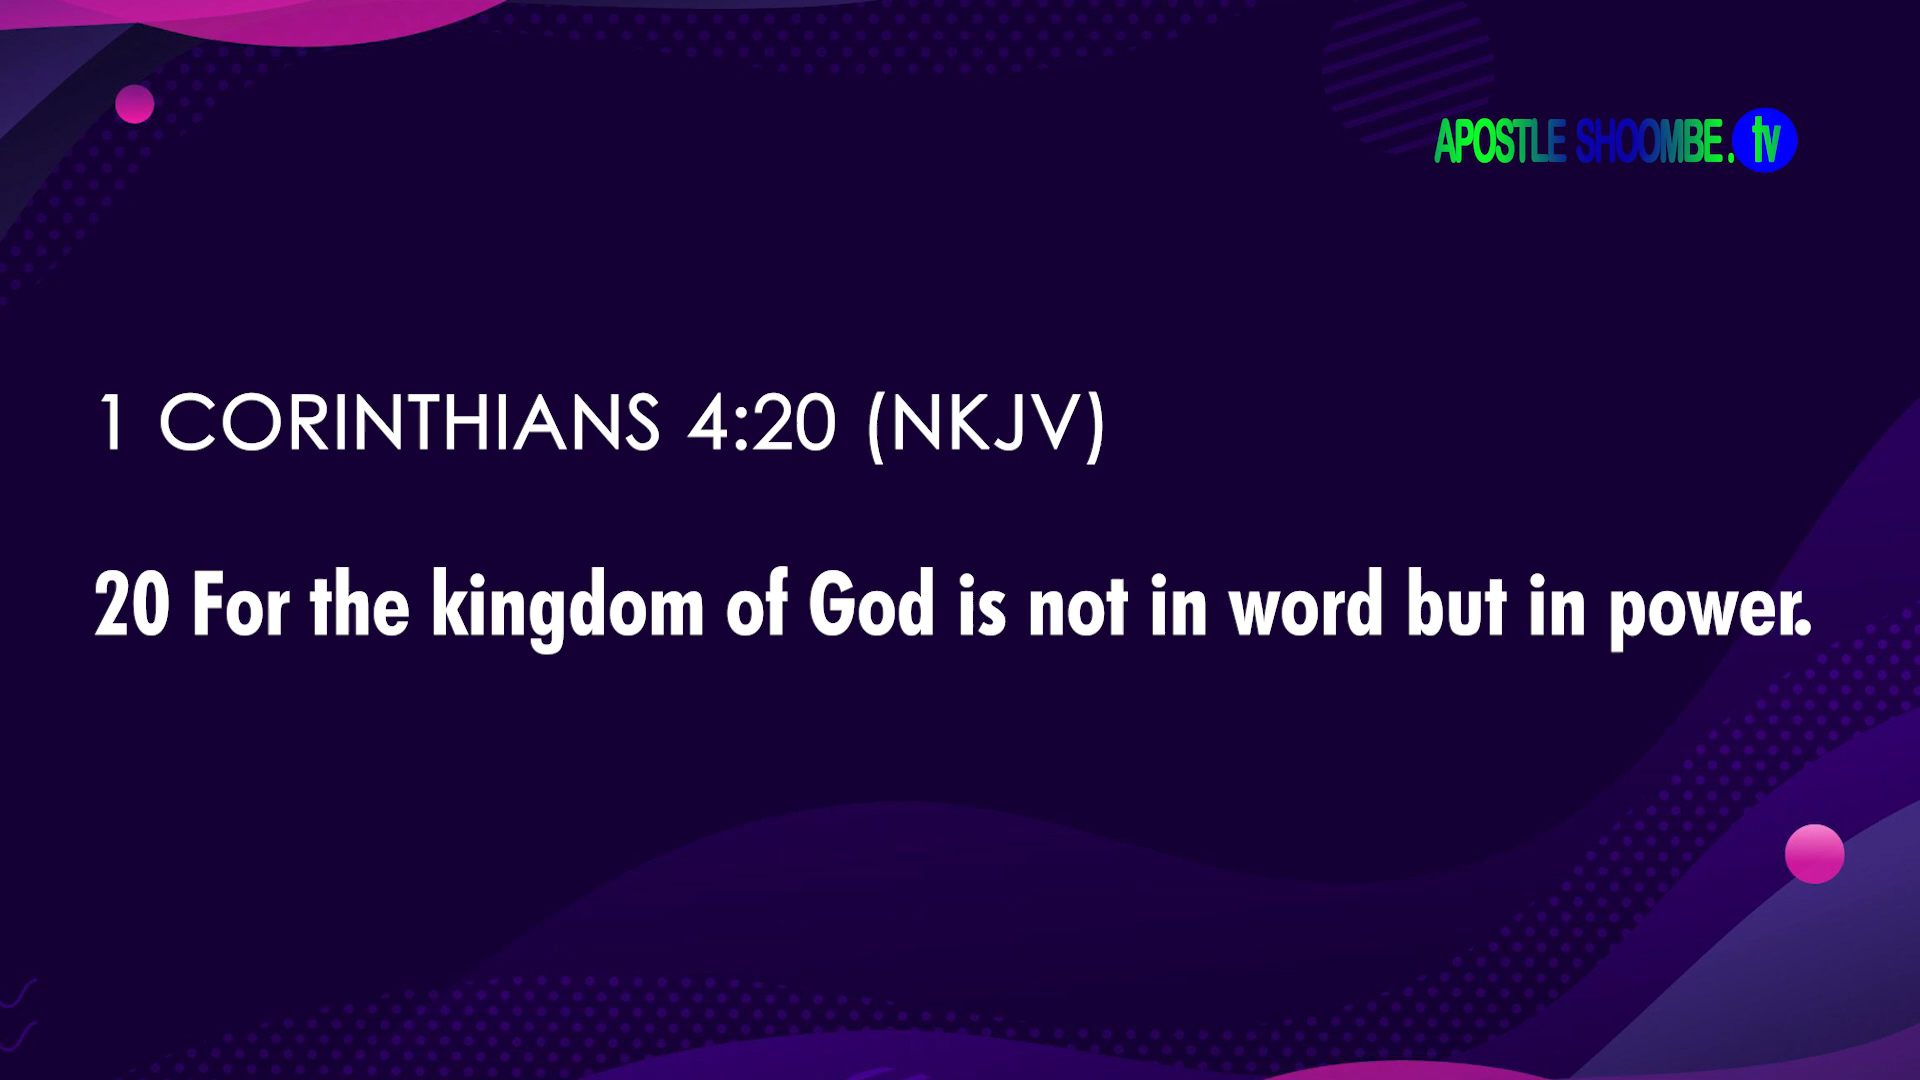 APOSTLE SHOOMBE.tv
1 CORINTHIANS 4:20 (NKJV)
20 For the kingdom of God is not in word but in power.